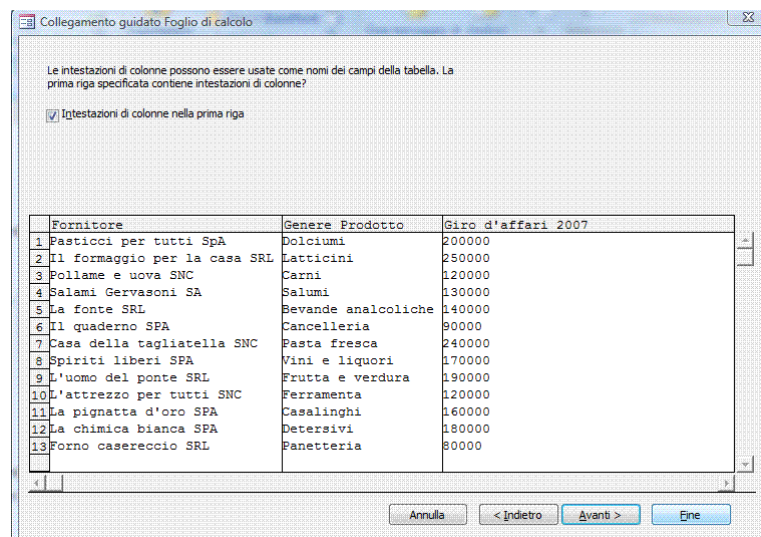 Collegamento guidato Foglio di calcolo
Le intestazioni di colonne possono essere usate come nomi dei campi della tabella. La
prima riga specificata contiene intestazioni di colonne?
Intestazioni di colonne nella prima riga
Fornitore Genere Prodotto Giro d'affari 2007
1 Pasticci per tutti SpA Dolciumi 200000
2 Il formaggio per la casa SRL Latticini 250000
3 Pollame e uova SNC Carni 120000
4 Salami Gervasoni SA Salumi 130000
5 La fonte SRL Bevande analcoliche 140000
6 Il quaderno SPA Cancelleria 90000
7 Casa della tagliatella SNC Pasta fresca 240000
8 Spiriti liberi SPA Vini e liquori 170000
9 L'uomo del ponte SRL Frutta e verdura 190000
10 L'attrezzo per tutti SNC Ferramenta 120000
11 La pignatta d'oro SPA Casalinghi 160000
12 La chimica bianca SPA Detersivi 180000
13 Forno casereccio SRL Panetteria 80000
Annulla < Indietro Avanti > Fine